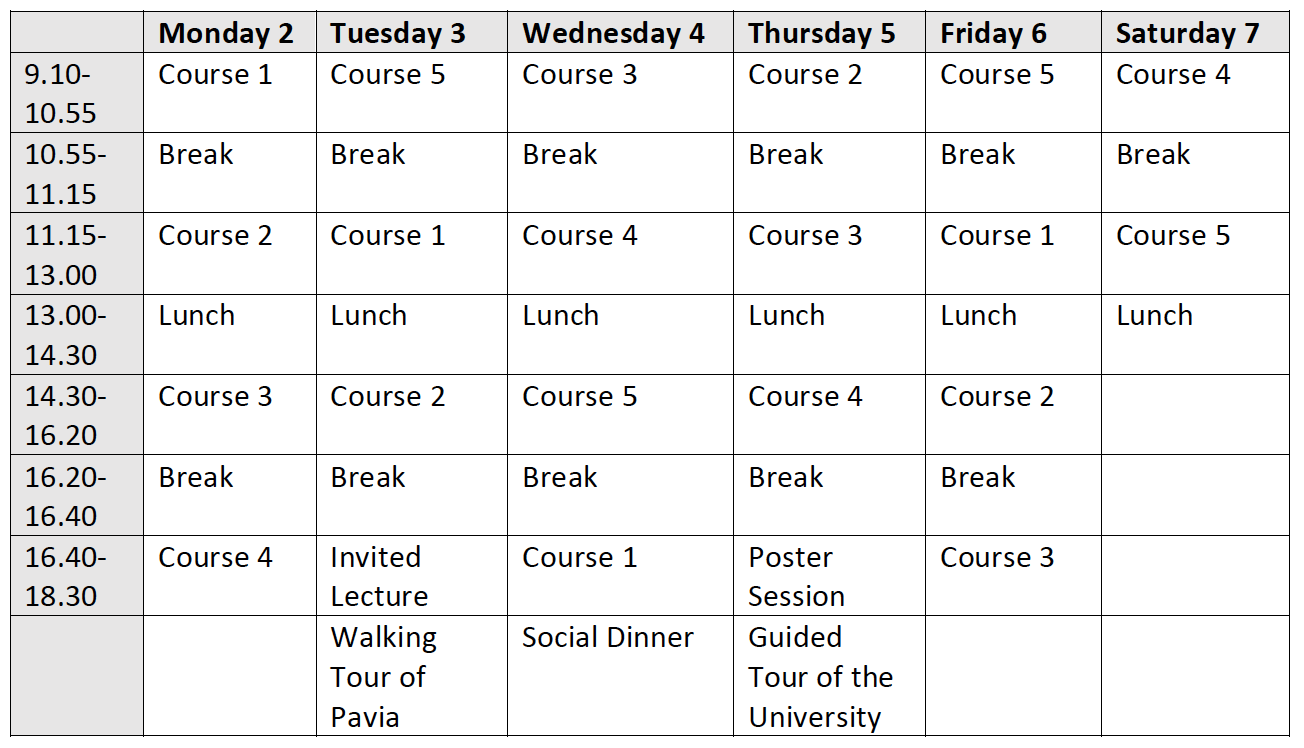 Monday 2 Tuesday 3 Wednesday 4 Thursday 5 Friday 6 Saturday 7
9.10- Course 1 Course 5 Course 3 Course 2 Course 5 Course 4
10.55
10.55- Break Break Break Break Break Break
11.15
11.15- Course 2 Course 1 Course 4 Course 3 Course 1 Course 5
13.00
13.00- Lunch Lunch Lunch Lunch Lunch Lunch
14.30
14.30- Course 3 Course 2 Course 5 Course 4 Course 2
16.20
16.20- Break Break Break Break Break
16.40
16.40- Course 4 Invited Course 1 Poster Course 3
18.30 Lecture Session
Walking Social Dinner Guided
Tour of Tour of the
Pavia University